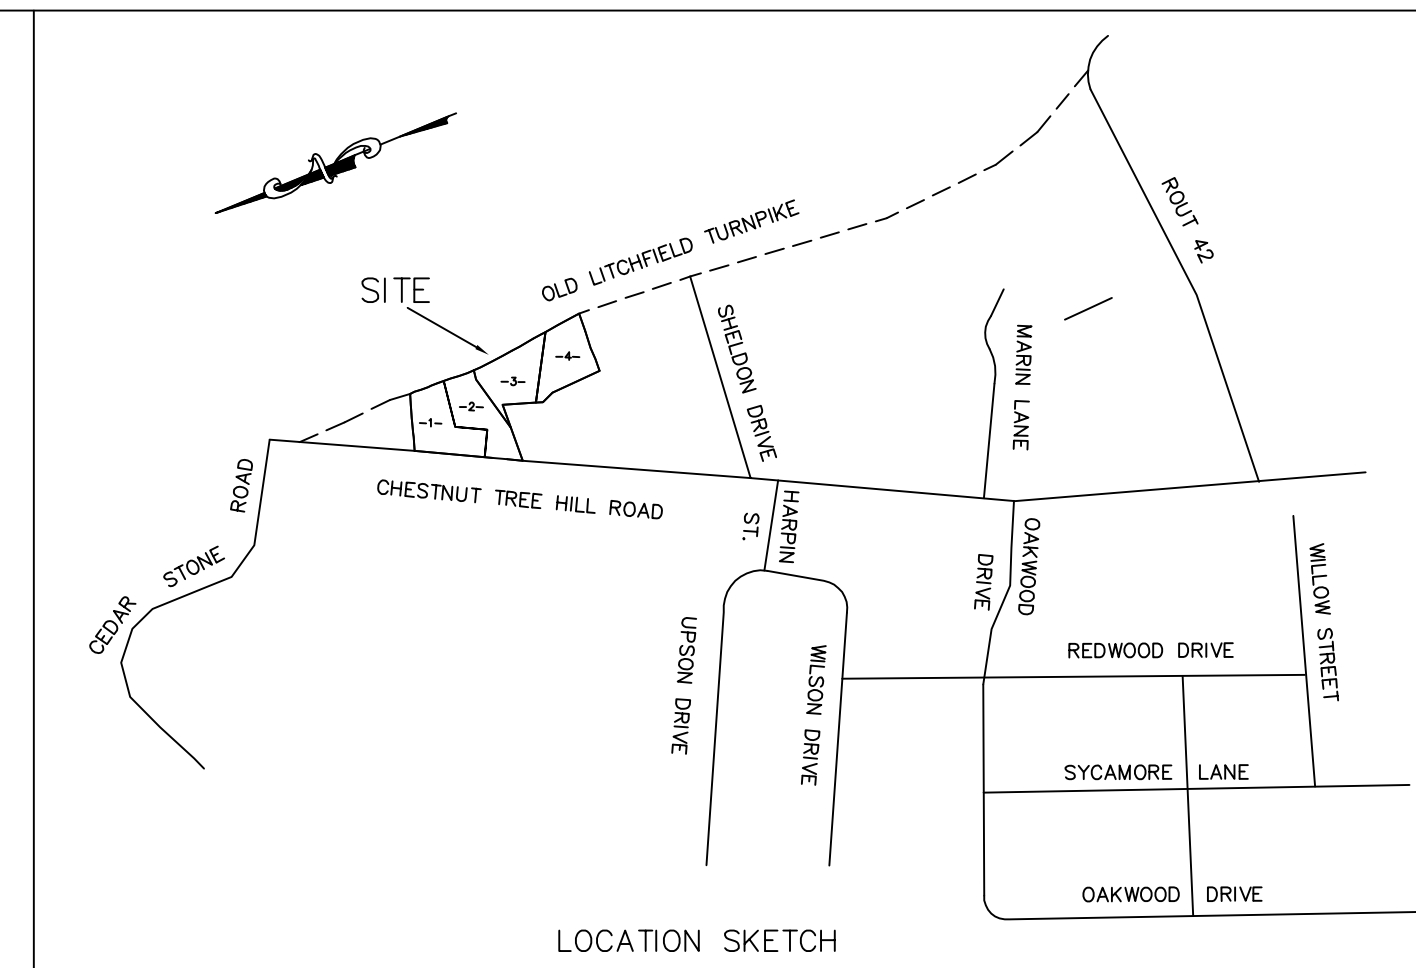 N
ROUT 42
OLD LITCHFIELD TURNPIKE
SITE
SHELDON DRIVE
MARIN LANE
-4-
-3-
-2-
-1-
CHESTNUT TREE HILL ROAD
ROAD
STONE
CEDAR
HARPIN
ST.
OAKWOOD
DRIVE
WILLOW STREET
UPSON DRIVE
WILSON DRIVE
REDWOOD DRIVE
SYCAMORE LANE
OAKWOOD DRIVE
LOCATION SKETCH